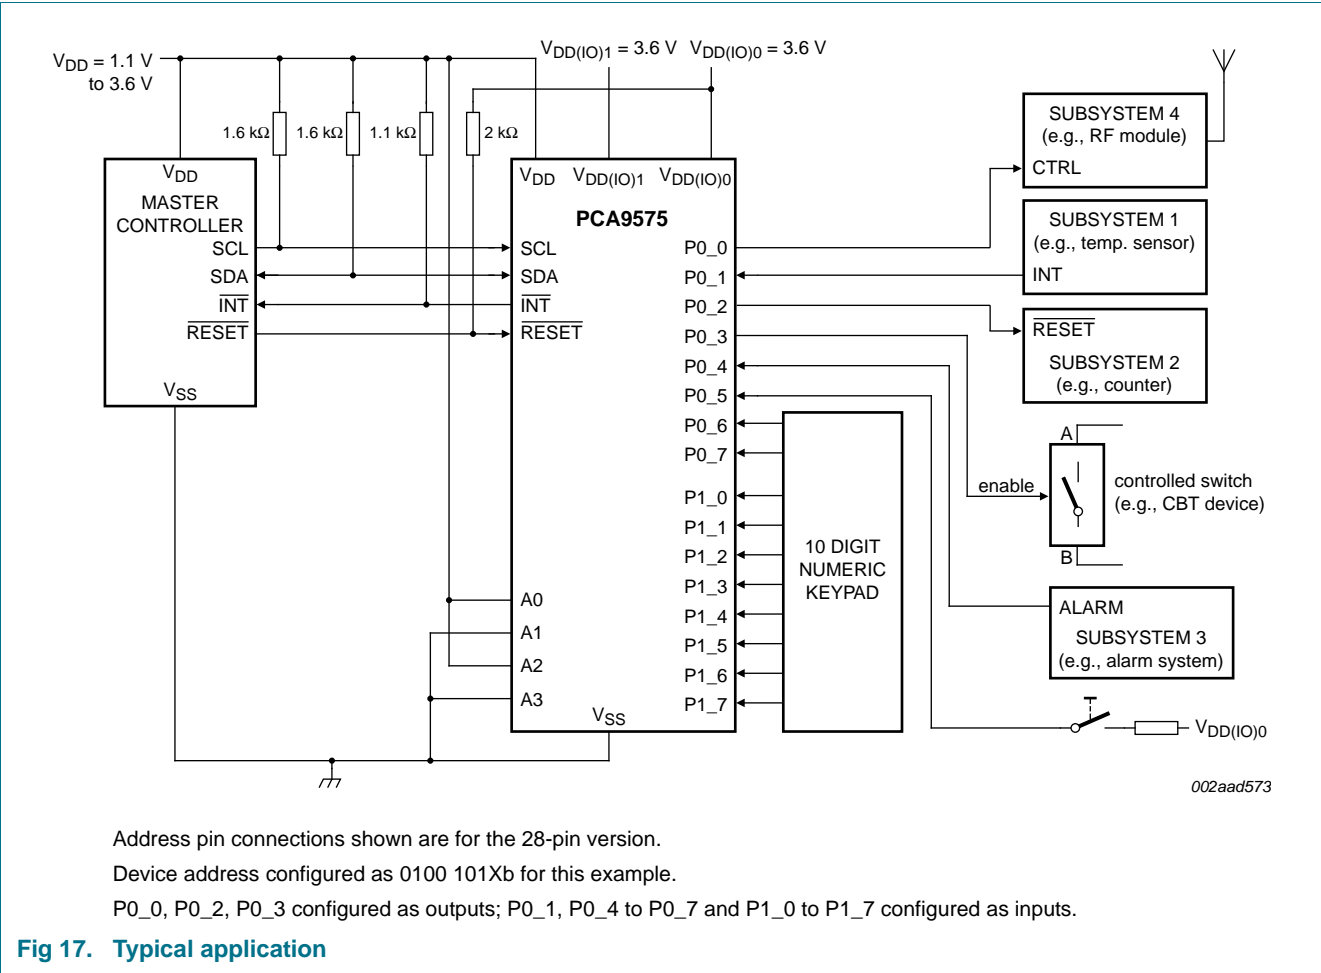 VDD = 1.1 V
to 3.6 V
VDD(IO)1 = 3.6 V
VDD(IO)0 = 3.6 V
1.6 kΩ
1.6 kΩ
1.1 kΩ
2 kΩ
VDD
MASTER
CONTROLLER
SCL
SDA
INT
RESET
VSS
VDD
VDD(IO)1
VDD(IO)0
PCA9575
SCL
SDA
INT
RESET
A0
A1
A2
A3
VSS
P0_0
P0_1
P0_2
P0_3
P0_4
P0_5
P0_6
P0_7
P1_0
P1_1
P1_2
P1_3
P1_4
P1_5
P1_6
P1_7
10 DIGIT
NUMERIC
KEYPAD
SUBSYSTEM 4
(e.g., RF module)
CTRL
SUBSYSTEM 1
(e.g., temp. sensor)
INT
RESET
SUBSYSTEM 2
(e.g., counter)
A
enable
controlled switch
(e.g., CBT device)
B
ALARM
SUBSYSTEM 3
(e.g., alarm system)
VDD(IO)0
002aad573
Address pin connections shown are for the 28-pin version.
Device address configured as 0100 101Xb for this example.
P0_0, P0_2, P0_3 configured as outputs; P0_1, P0_4 to P0_7 and P1_0 to P1_7 configured as inputs.
Fig 17. Typical application